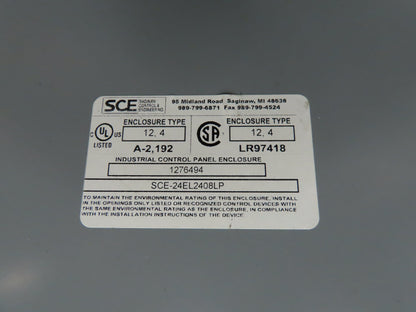 SCE SAGINAW CONTROL & ENGINEERING 95 Midland Road Saginaw, MI 48638
989-799-6871 Fax 989-799-4524
ENCLOSURE TYPE ENCLOSURE TYPE
C UL US 12, 4 SA 12, 4
LISTED A-2,192 LR97418
INDUSTRIAL CONTROL PANEL ENCLOSURE
1276494
SCE-24EL2408LP
TO MAINTAIN THE ENVIRONMENTAL RATING OF THIS ENCLOSURE, INSTALL
IN THE OPENINGS ONLY LISTED OR RECOGNIZED CONTROL DEVICES WITH
THE SAME ENVIRONMENTAL RATING AS THE ENCLOSURE, IN COMPLIANCE
WITH THE INSTALLATION INSTRUCTIONS OF THE DEVICE.